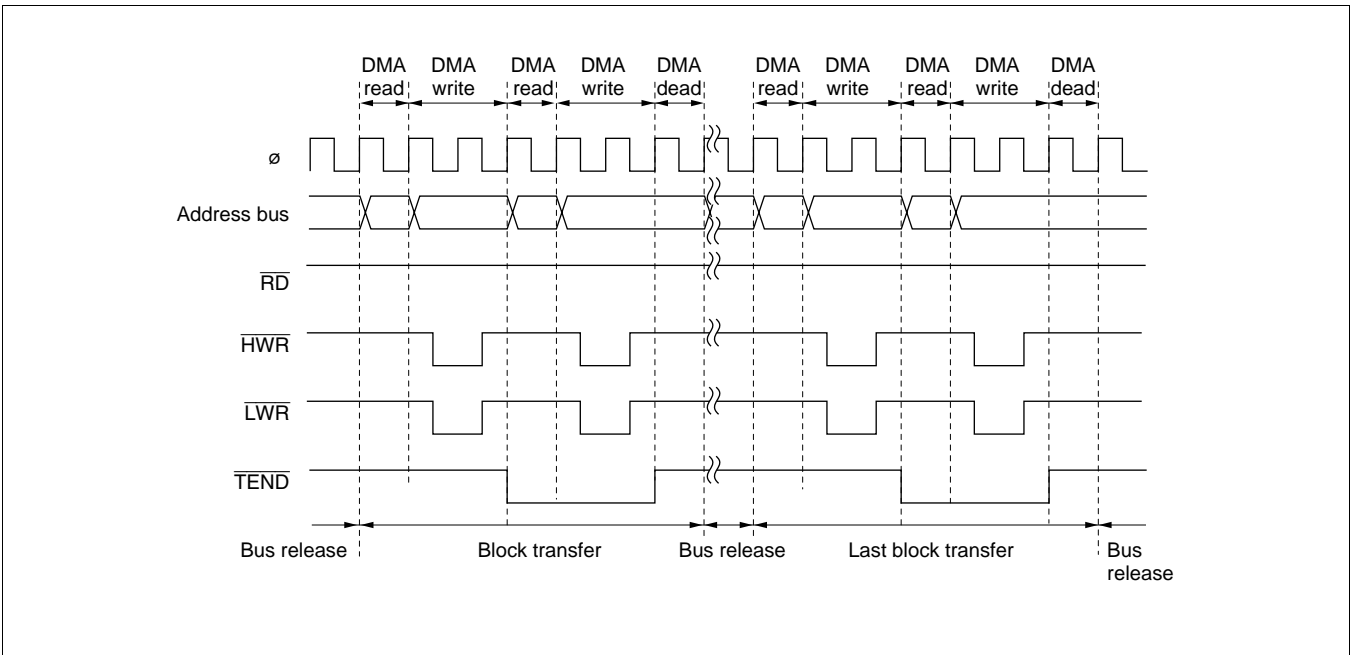 DMA DMA DMA DMA DMA DMA DMA DMA DMA DMA
read write read write dead read write read write dead
ø
Address bus
RD
HWR
LWR
TEND
Bus release Block transfer Bus release Last block transfer Bus
release